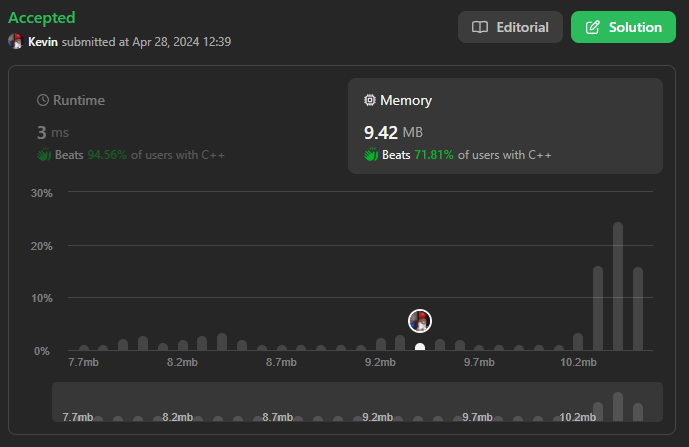 Accepted
Kevin submitted at Apr 28, 2024 12:39
Editorial
Solution
Runtime
3 ms
Beats 94.56% of users with C++
Memory
9.42 MB
Beats 71.81% of users with C++
30%
20%
10%
0%
7.7mb 8.2mb 8.7mb 9.2mb 9.7mb 10.2mb
7.7mb 8.2mb 8.7mb 9.2mb 9.7mb 10.2mb